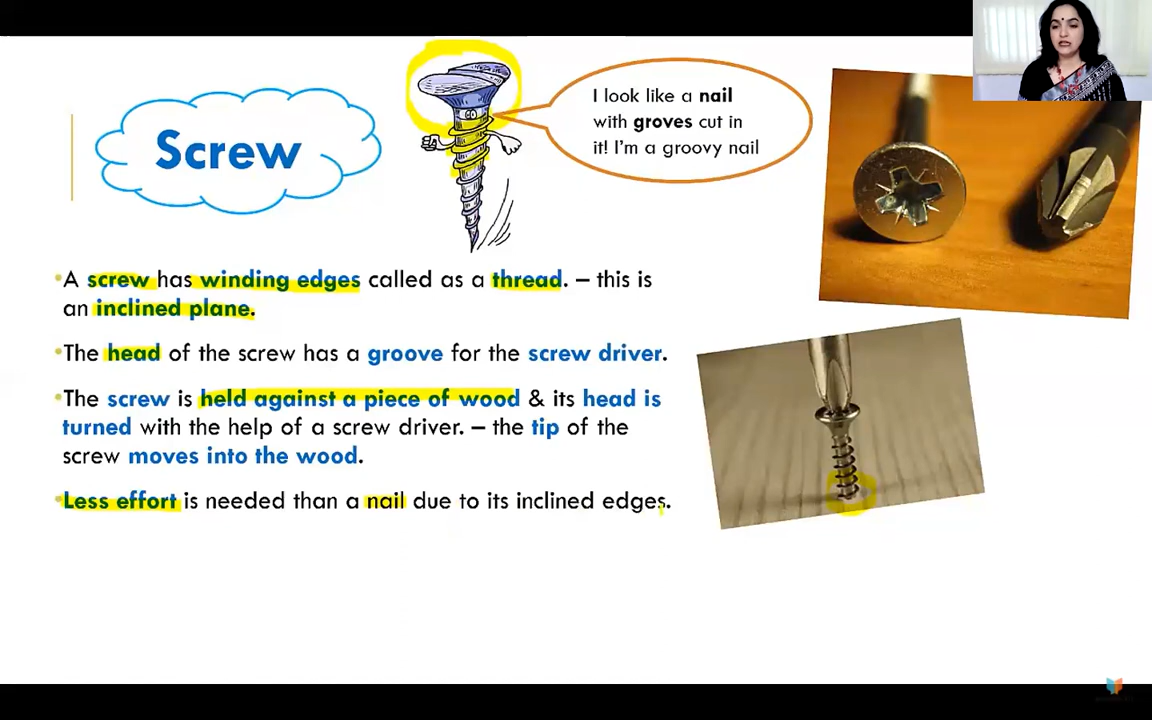 Screw
I look like a nail
with groves cut in
it! I'm a groovy nail
•A screw has winding edges called as a thread. – this is
an inclined plane.
•The head of the screw has a groove for the screw driver.
•The screw is held against a piece of wood & its head is
turned with the help of a screw driver. – the tip of the
screw moves into the wood.
•Less effort is needed than a nail due to its inclined edges.